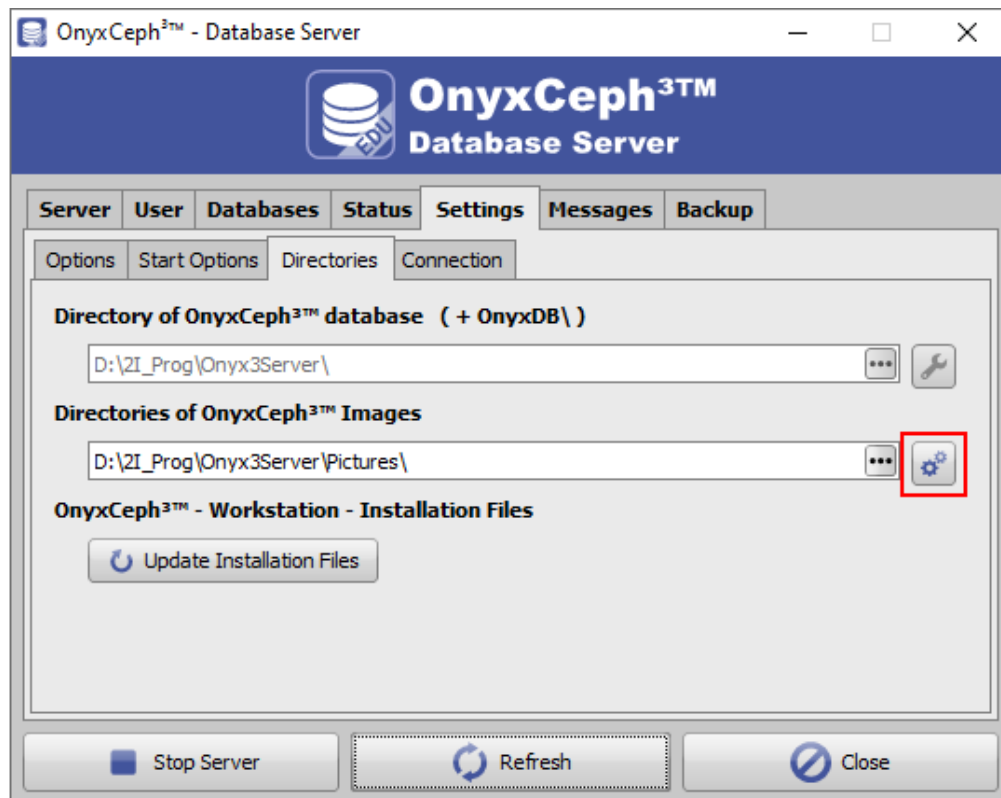 OnyxCeph³™ - Database Server
EDU
OnyxCeph³™
Database Server
Server User Databases Status Settings Messages Backup
Options Start Options Directories Connection
Directory of OnyxCeph³™ database ( + OnyxDB\ )
D:\2I_Prog\Onyx3Server\
Directories of OnyxCeph³™ Images
D:\2I_Prog\Onyx3Server\Pictures\
OnyxCeph³™ - Workstation - Installation Files
Update Installation Files
Stop Server Refresh Close